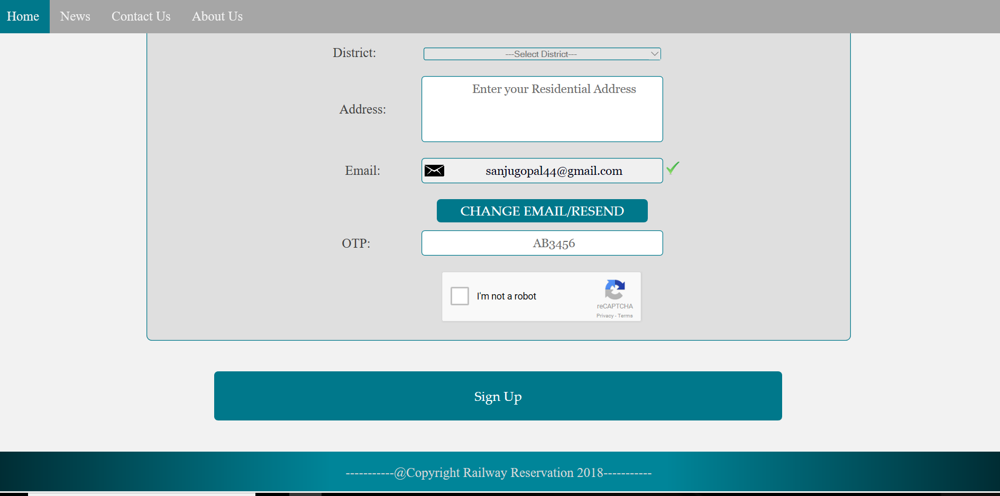 Home News Contact Us About Us
District: ---Select District---
Address: Enter your Residential Address
Email: sanjugopal44@gmail.com
CHANGE EMAIL/RESEND
OTP: AB3456
I'm not a robot
reCAPTCHA
Privacy - Terms
Sign Up
-----------@Copyright Railway Reservation 2018-----------